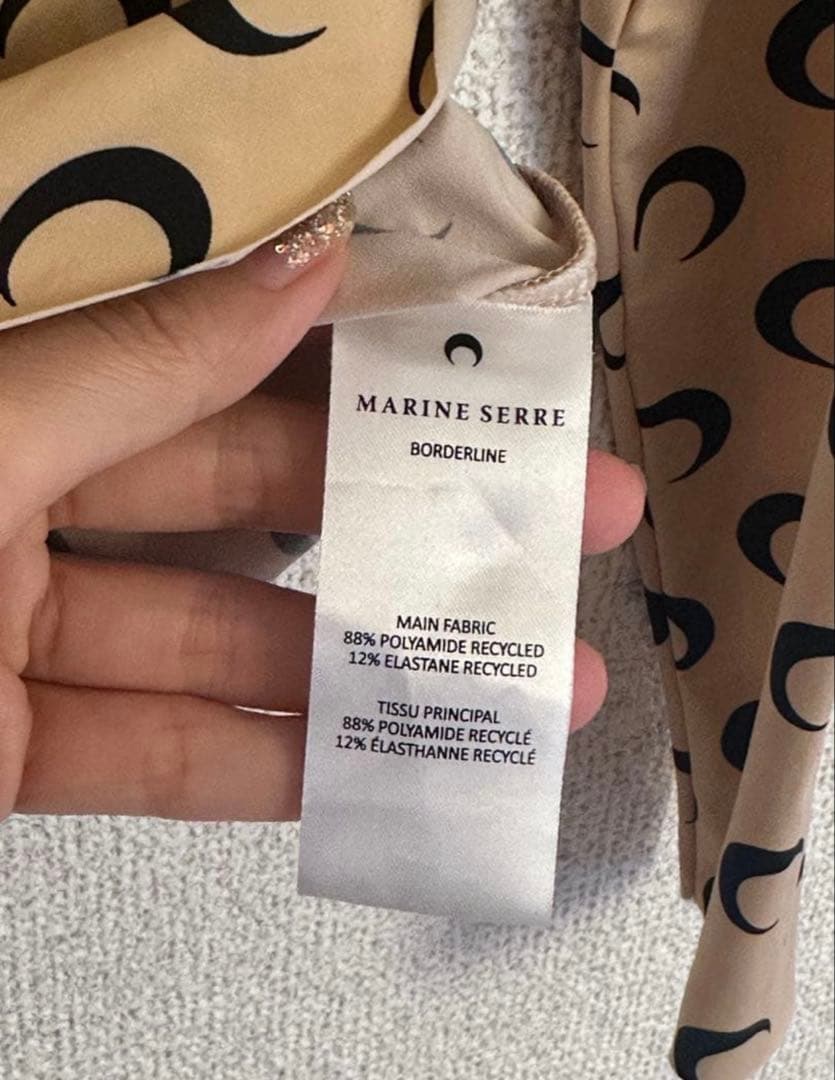 MARINE SERRE
BORDERLINE
MAIN FABRIC
88% POLYAMIDE RECYCLED
12% ELASTANE RECYCLED
TISSU PRINCIPAL
88% POLYAMIDE RECYCLÉ
12% ÉLASTHANNE RECYCLÉ